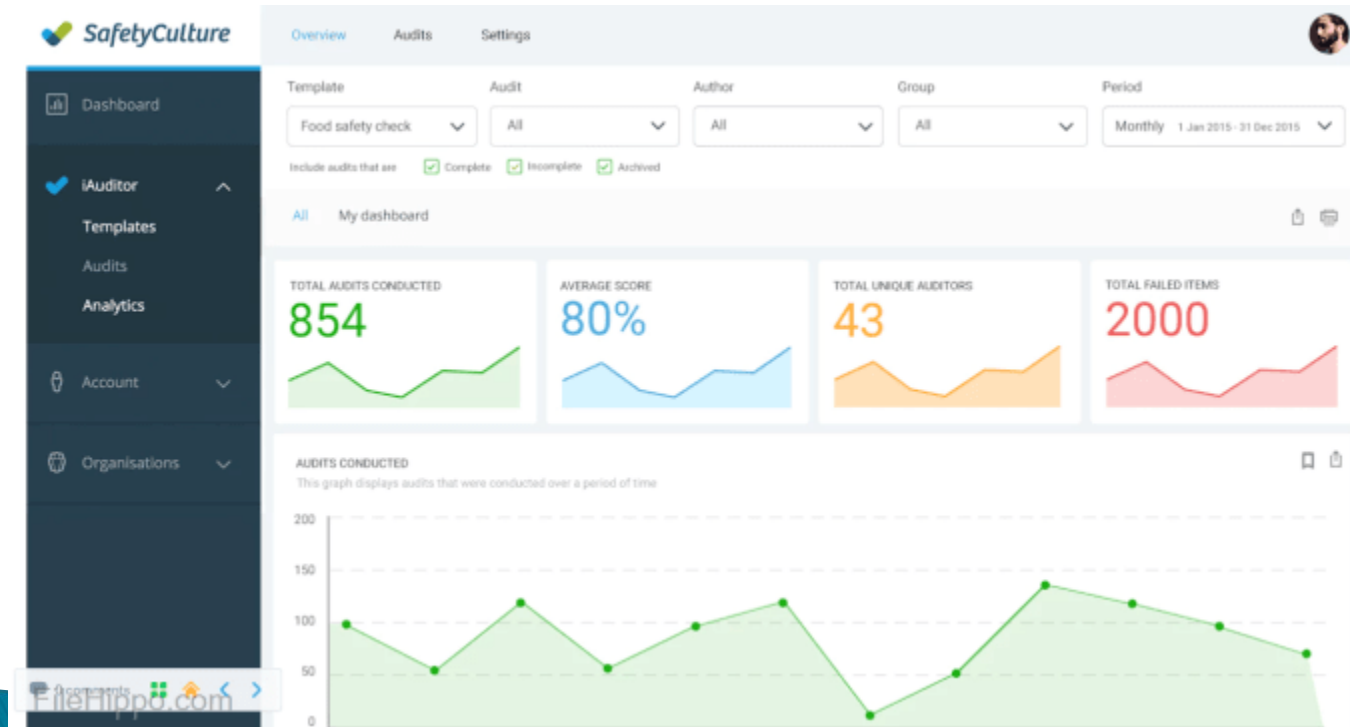 SafetyCulture
Overview Audits Settings
Template Audit Author Group Period
Food safety check All All All Monthly 1 Jan 2015 - 31 Dec 2015
Include audits that are Complete Incomplete Archived
All My dashboard
Dashboard
iAuditor
Templates
Audits
Analytics
Account
Organisations
TOTAL AUDITS CONDUCTED
854
AVERAGE SCORE
80%
TOTAL UNIQUE AUDITORS
43
TOTAL FAILED ITEMS
2000
AUDITS CONDUCTED
This graph displays audits that were conducted over a period of time
200
150
100
50
0
comments
FileHippo.com